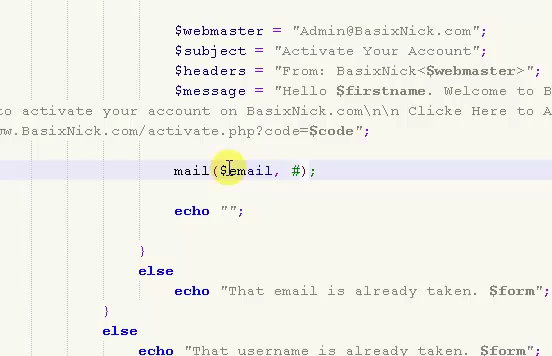 $webmaster = "Admin@BasixNick.com";
$subject = "Activate Your Account";
$headers = "From: BasixNick<$webmaster>";
$message = "Hello $firstname. Welcome to B
to activate your account on BasixNick.com\n\n Clicke Here to A
w.BasixNick.com/activate.php?code=$code";
mail($email, #);
echo "";
}
else
echo "That email is already taken. $form";
}
else
echo "That username is already taken. $form";